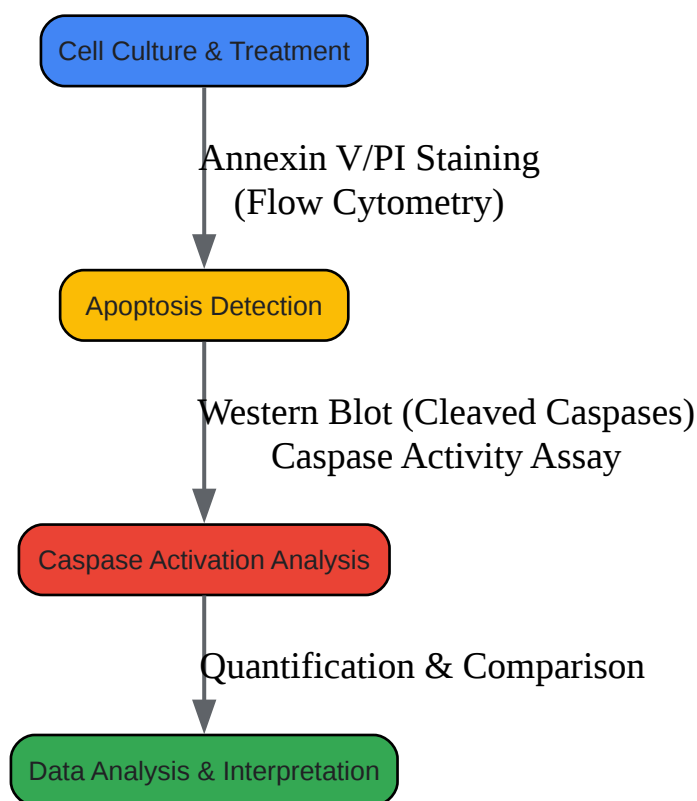 Cell Culture & Treatment
Annexin V/PI Staining
(Flow Cytometry)
Apoptosis Detection
Western Blot (Cleaved Caspases)
Caspase Activity Assay
Caspase Activation Analysis
Quantification & Comparison
Data Analysis & Interpretation